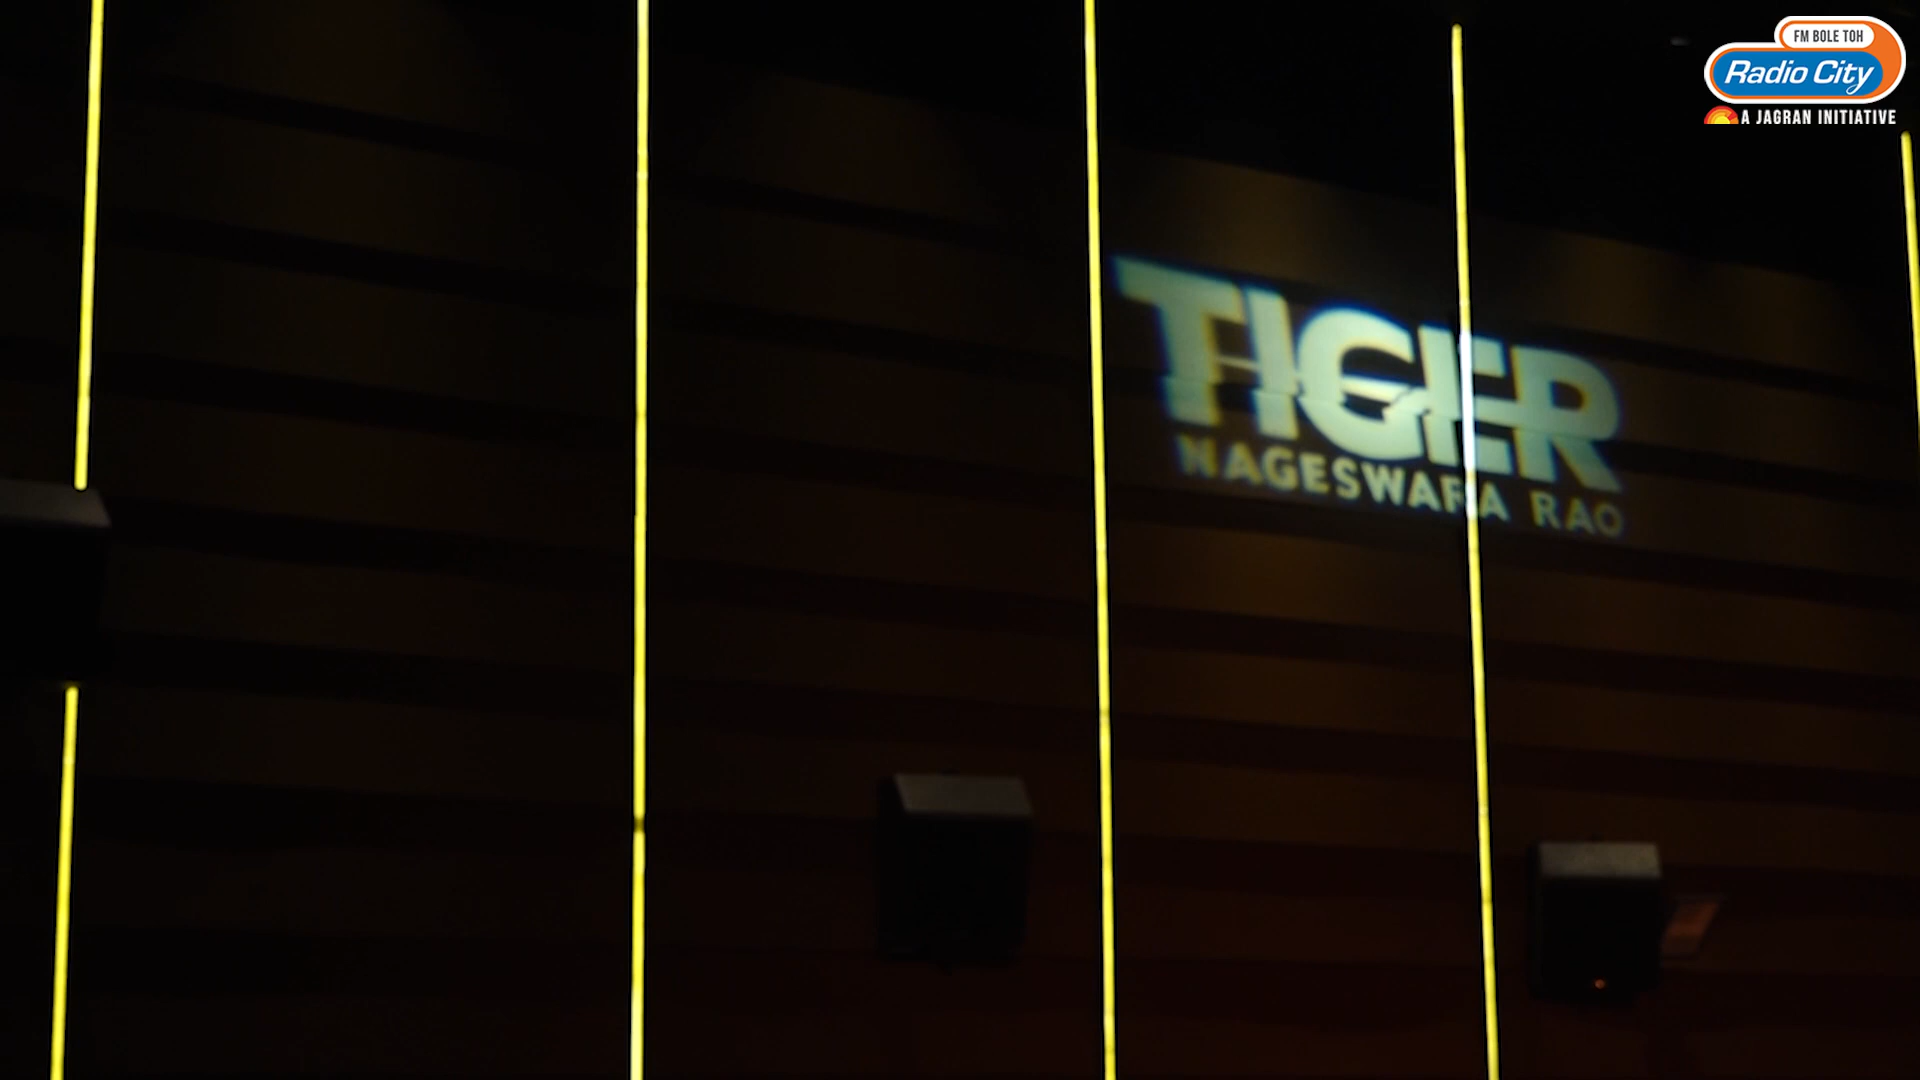 FM BOLE TOH
Radio City
A JAGRAN INITIATIVE
TIGER
NAGESWARA RAO